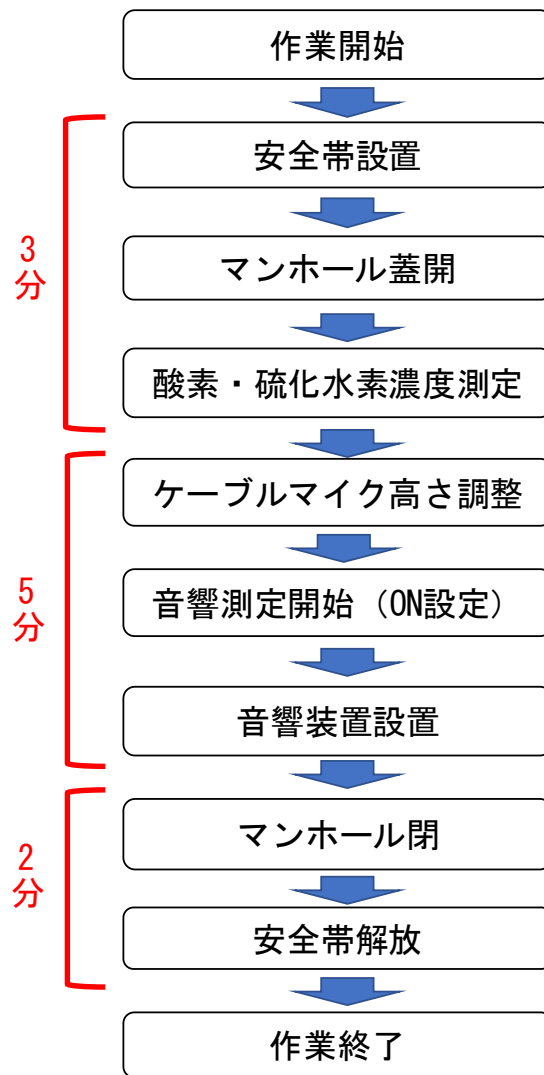 作業開始
安全帯設置
マンホール蓋開
酸素・硫化水素濃度測定
3
分
ケーブルマイク高さ調整
音響測定開始（ON設定）
音響装置設置
5
分
マンホール閉
安全帯解放
2
分
作業終了